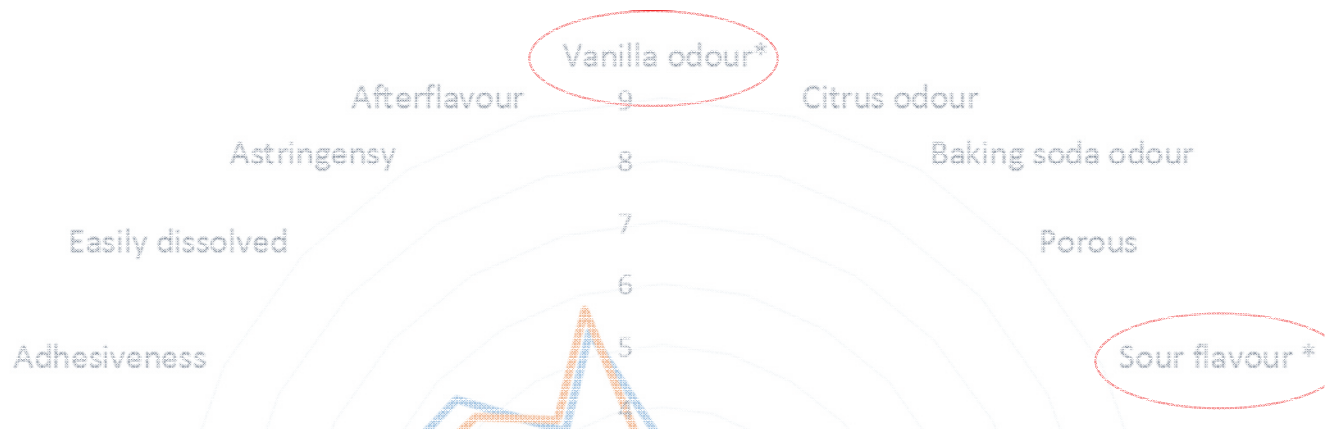 Vanilla odour*
Afterflavour
9
Citrus odour
Astringensy
8
Baking soda odour
Easily dissolved
7
Porous
6
Adhesiveness
5
Sour flavour *
4